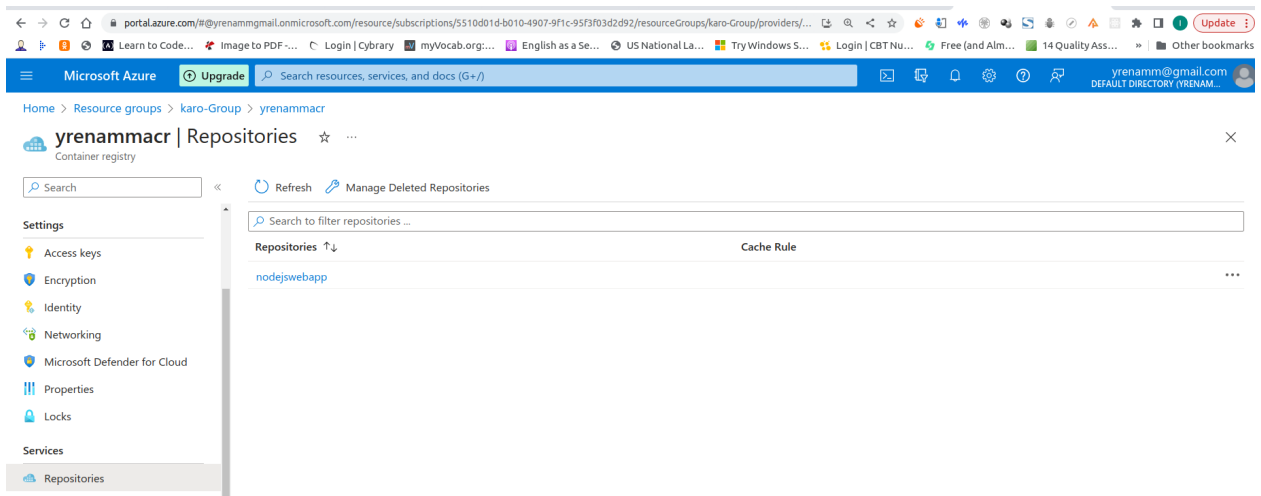 portal.azure.com/#@yrenammgmail.onmicrosoft.com/resource/subscriptions/5510d01d-b010-4907-9f1c-95f3f03d2d92/resourceGroups/karo-Group/providers/...
Update
Learn to Code...
Image to PDF -...
Login | Cybrary
myVocab.org:...
English as a Se...
US National La...
Try Windows S...
Login | CBT Nu...
Free (and Alm...
14 Quality Ass...
»
Other bookmarks
Microsoft Azure
Upgrade
Search resources, services, and docs (G+/)
yrenamm@gmail.com
DEFAULT DIRECTORY (YRENAM...
Home > Resource groups > karo-Group > yrenammacr
yrenammacr | Repositories
Container registry
Search
«
Refresh
Manage Deleted Repositories
Settings
Access keys
Encryption
Identity
Networking
Microsoft Defender for Cloud
Properties
Locks
Services
Repositories
Search to filter repositories ...
Repositories ↑↓
Cache Rule
nodejswebapp